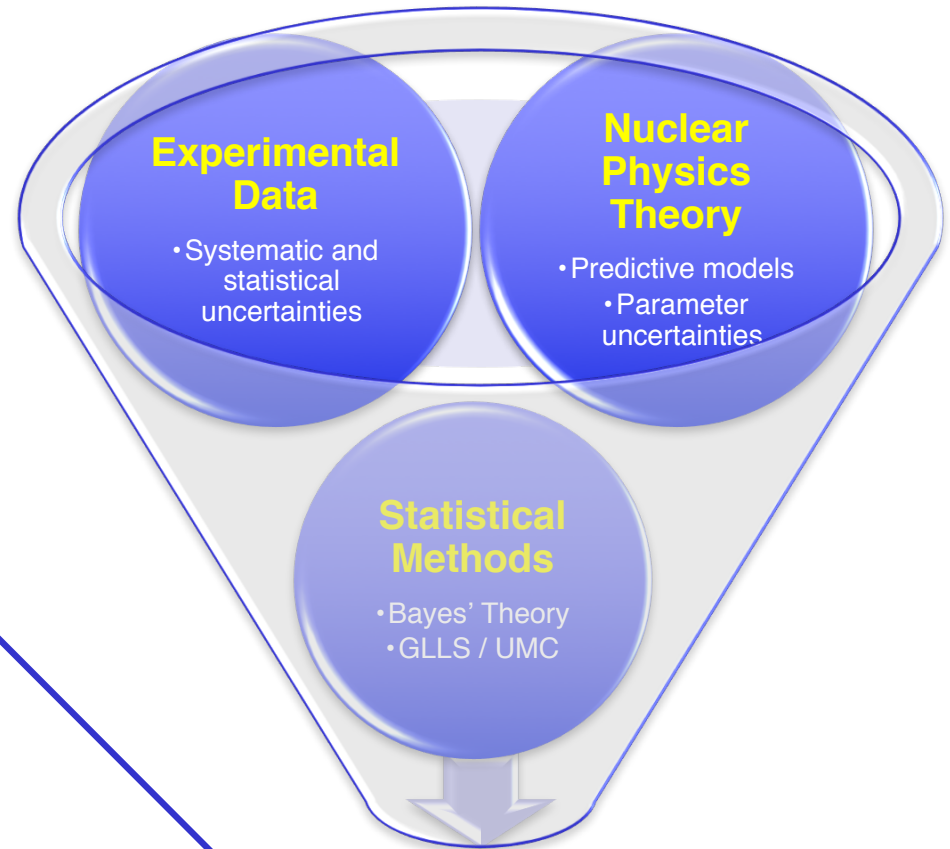 Experimental
Data
•Systematic and
statistical
uncertainties
Nuclear
Physics
Theory
•Predictive models
•Parameter
uncertainties
Statistical
Methods
•Bayes’ Theory
•GLLS / UMC